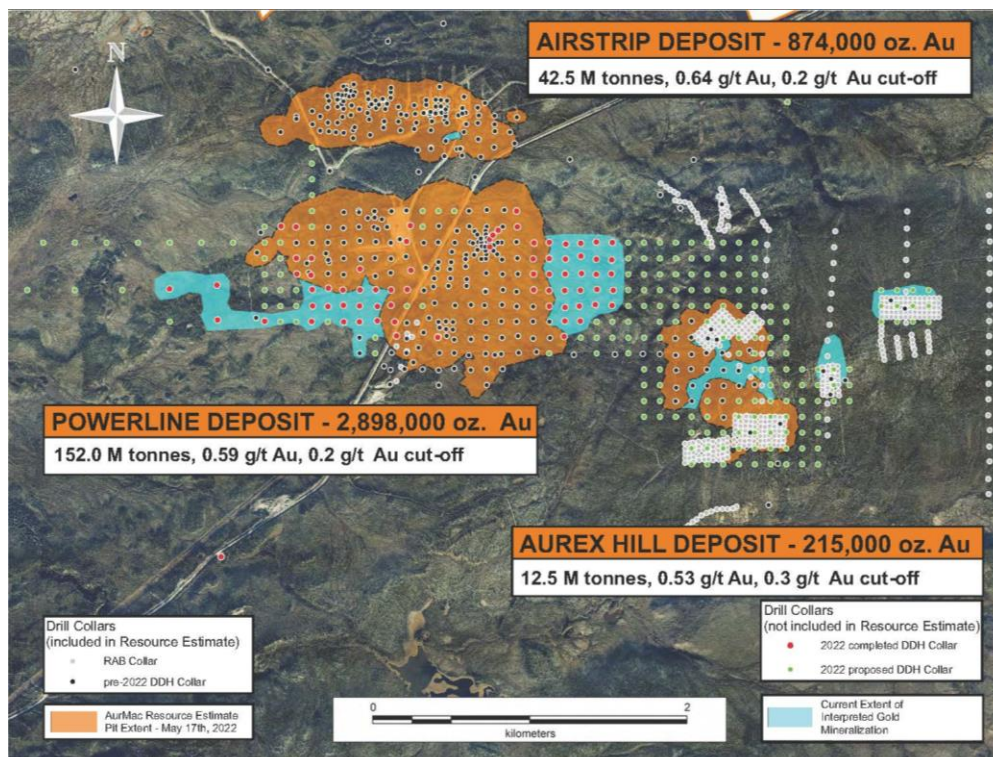 N
AIRSTRIP DEPOSIT - 874,000 oz. Au
42.5 M tonnes, 0.64 g/t Au, 0.2 g/t Au cut-off
POWERLINE DEPOSIT - 2,898,000 oz. Au
152.0 M tonnes, 0.59 g/t Au, 0.2 g/t Au cut-off
AUREX HILL DEPOSIT - 215,000 oz. Au
12.5 M tonnes, 0.53 g/t Au, 0.3 g/t Au cut-off
Drill Collars
(included in Resource Estimate)
RAB Collar
pre-2022 DDH Collar
AurMac Resource Estimate
Pit Extent - May 17th, 2022
0 2
kilometers
Drill Collars
(not included in Resource Estimate)
2022 completed DDH Collar
2022 proposed DDH Collar
Current Extent of
Interpreted Gold
Mineralization